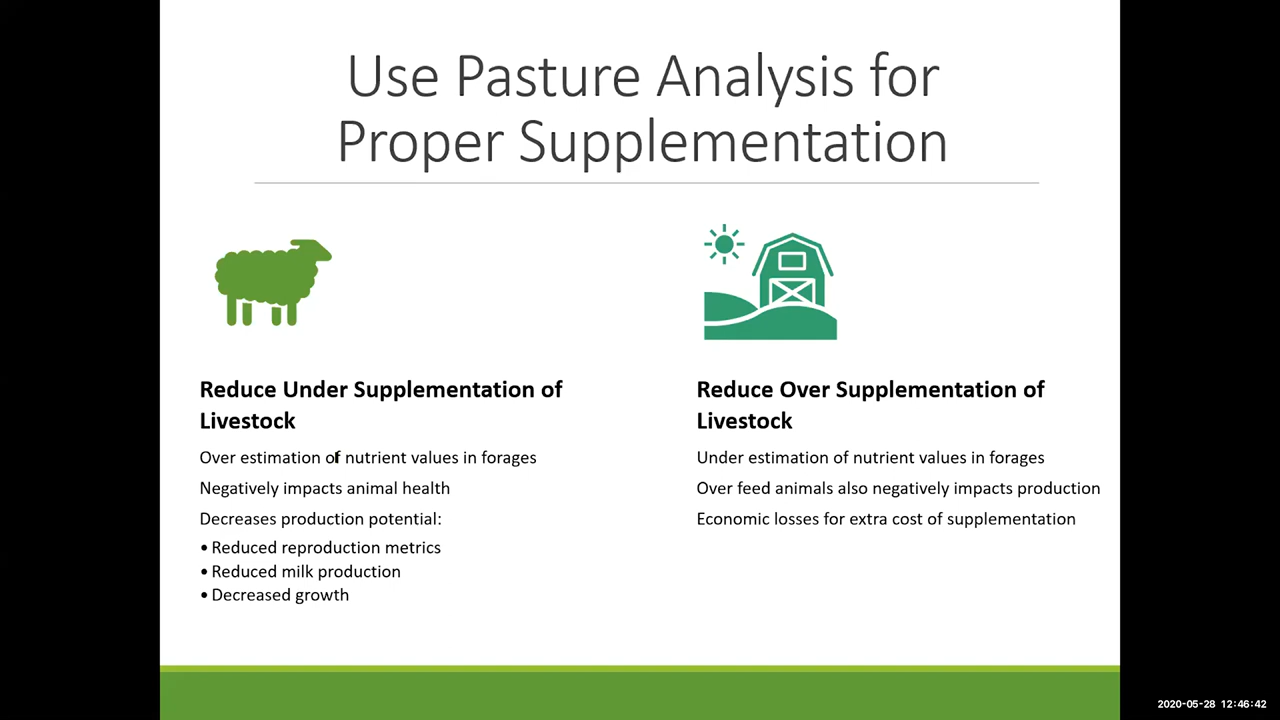 Use Pasture Analysis for
Proper Supplementation
Reduce Under Supplementation of
Livestock
Over estimation of nutrient values in forages
Negatively impacts animal health
Decreases production potential:
• Reduced reproduction metrics
• Reduced milk production
• Decreased growth
Reduce Over Supplementation of
Livestock
Under estimation of nutrient values in forages
Over feed animals also negatively impacts production
Economic losses for extra cost of supplementation
2020-05-28 12:46:42